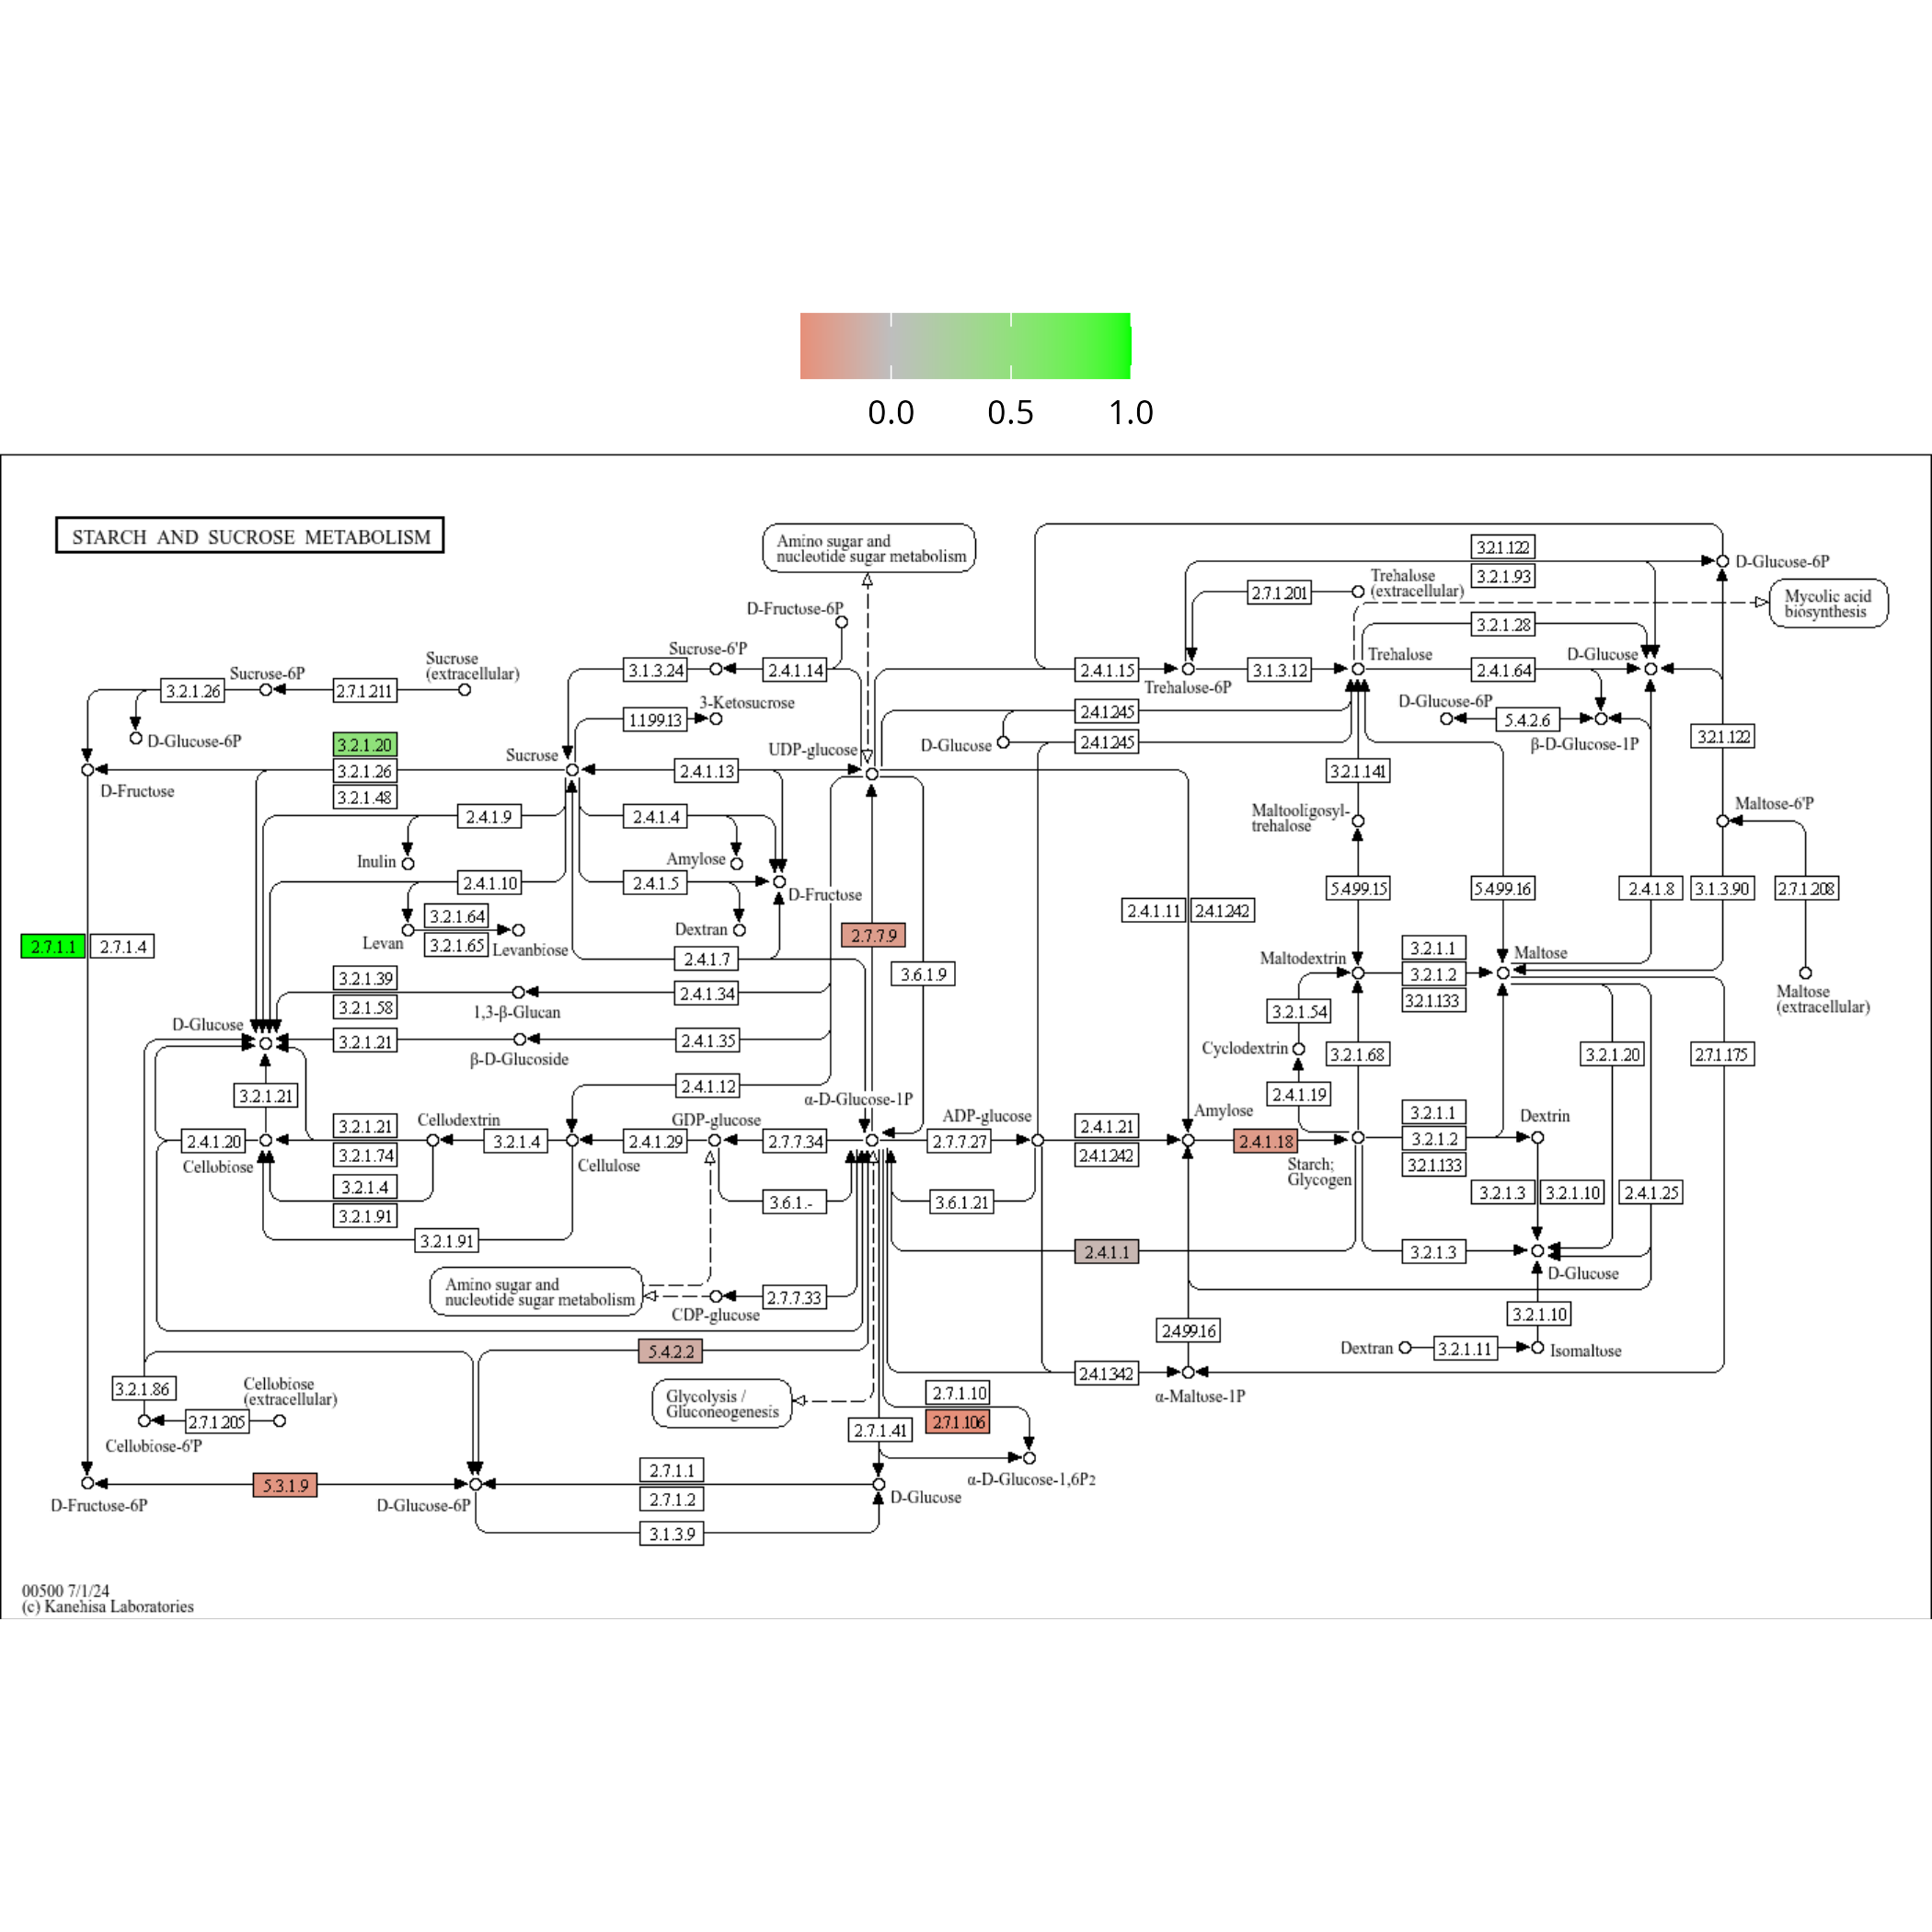 0.0 0.5 1.0
STARCH AND SUCROSE METABOLISM
Amino sugar and
nucleotide sugar metabolism
3.2.1.122
D-Glucose-6P
3.2.1.93
Trehalose
(extracellular)
2.7.1.201
Mycolic acid
biosynthesis
D-Fructose-6P
3.2.1.28
Sucrose-6'P
Trehalose
D-Glucose
Sucrose
(extracellular)
Sucrose-6P
3.1.3.24
2.4.1.14
2.4.1.15
3.1.3.12
2.4.1.64
Trehalose-6P
3.2.1.26
2.7.1.211
3-Ketosucrose
D-Glucose-6P
1.1.99.13
2.4.1.245
5.4.2.6
D-Glucose-6P
3.2.1.20
UDP-glucose
D-Glucose
2.4.1.245
β-D-Glucose-1P
3.2.1.122
Sucrose
3.2.1.26
2.4.1.13
3.2.1.141
D-Fructose
3.2.1.48
Maltooligosyl-
trehalose
Maltose-6'P
2.4.1.9
2.4.1.4
Inulin
Amylose
2.4.1.10
2.4.1.5
D-Fructose
5.4.99.15
5.4.99.16
2.4.1.8
3.1.3.90
2.7.1.208
3.2.1.64
2.4.1.11
2.4.1.242
Levan
3.2.1.65
Levanbiose
Dextran
2.7.7.9
2.7.1.1
2.7.1.4
2.4.1.7
Maltodextrin
3.2.1.1
Maltose
3.6.1.9
3.2.1.2
3.2.1.39
2.4.1.34
3.2.1.133
Maltose
(extracellular)
3.2.1.58
1,3-β-Glucan
3.2.1.54
D-Glucose
3.2.1.21
2.4.1.35
β-D-Glucoside
Cyclodextrin
3.2.1.68
3.2.1.20
2.7.1.175
2.4.1.12
3.2.1.21
2.4.1.19
α-D-Glucose-1P
Cellodextrin
GDP-glucose
ADP-glucose
Amylose
3.2.1.1
Dextrin
3.2.1.21
2.4.1.21
2.4.1.20
3.2.1.4
2.4.1.29
2.7.7.34
2.7.7.27
2.4.1.18
3.2.1.2
3.2.1.74
2.4.1.242
Cellobiose
Cellulose
Starch;
Glycogen
3.2.1.133
3.2.1.4
3.2.1.3
3.2.1.10
2.4.1.25
3.6.1.-
3.6.1.21
3.2.1.91
3.2.1.91
2.4.1.1
3.2.1.3
D-Glucose
Amino sugar and
nucleotide sugar metabolism
2.7.7.33
CDP-glucose
3.2.1.10
2.4.99.16
5.4.2.2
Dextran
3.2.1.11
Isomaltose
2.4.1.342
3.2.1.86
Cellobiose
(extracellular)
α-Maltose-1P
Glycolysis /
Gluconeogenesis
2.7.1.10
2.7.1.205
2.7.1.106
2.7.1.41
Cellobiose-6'P
2.7.1.1
α-D-Glucose-1,6P2
5.3.1.9
D-Fructose-6P
D-Glucose-6P
2.7.1.2
D-Glucose
3.1.3.9
00500 7/1/24
(c) Kanehisa Laboratories